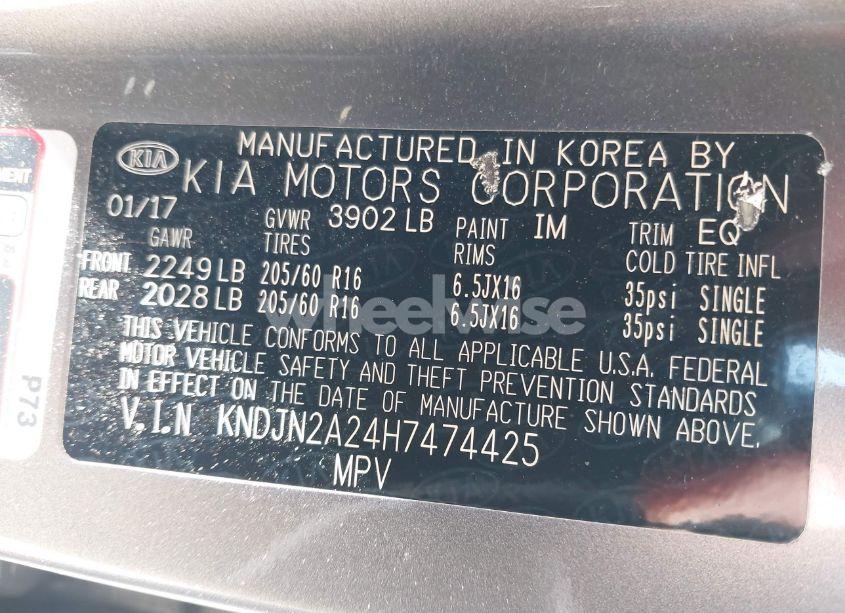 MENT
KIA
MANUFACTURED IN KOREA BY
KIA MOTORS CORPORATION
01/17 GVWR 3902 LB PAINT IM TRIM EQ
GAWR TIRES RIMS COLD TIRE INFL
FRONT 2249 LB 205/60 R16 6.5JX16 35psi SINGLE
REAR 2028 LB 205/60 R16 6.5JX16 35psi SINGLE
THIS VEHICLE CONFORMS TO ALL APPLICABLE U.S.A. FEDERAL
MOTOR VEHICLE SAFETY AND THEFT PREVENTION STANDARDS
IN EFFECT ON THE DATE OF MANUFACTURE SHOWN ABOVE.
V.I.N KNDJN2A24H7474425
MPV
P73
wheelwise